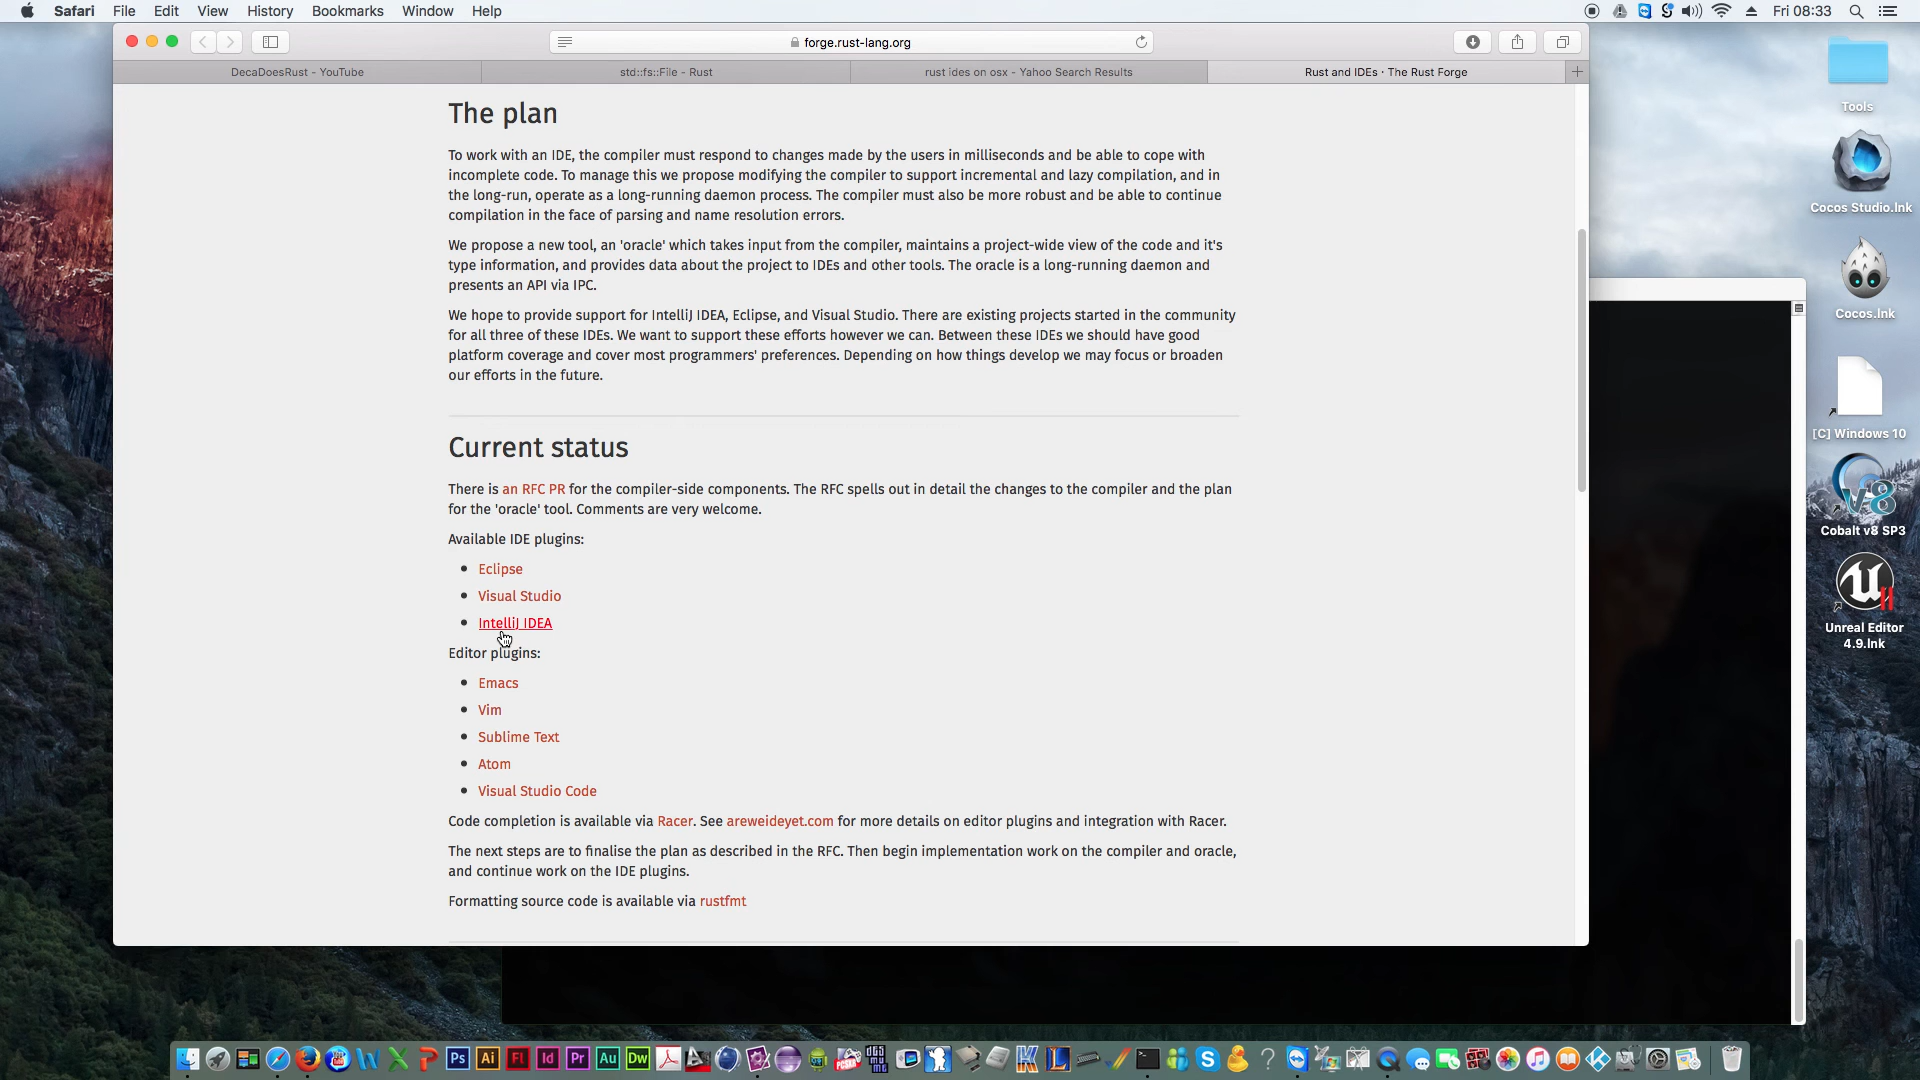 Safari File Edit View History Bookmarks Window Help
Fri 08:33
forge.rust-lang.org
DecaDoesRust - YouTube
std::fs::File - Rust
rust ides on osx - Yahoo Search Results
Rust and IDEs · The Rust Forge
The plan
To work with an IDE, the compiler must respond to changes made by the users in milliseconds and be able to cope with
incomplete code. To manage this we propose modifying the compiler to support incremental and lazy compilation, and in
the long-run, operate as a long-running daemon process. The compiler must also be more robust and be able to continue
compilation in the face of parsing and name resolution errors.
We propose a new tool, an 'oracle' which takes input from the compiler, maintains a project-wide view of the code and it's
type information, and provides data about the project to IDEs and other tools. The oracle is a long-running daemon and
presents an API via IPC.
We hope to provide support for IntelliJ IDEA, Eclipse, and Visual Studio. There are existing projects started in the community
for all three of these IDEs. We want to support these efforts however we can. Between these IDEs we should have good
platform coverage and cover most programmers' preferences. Depending on how things develop we may focus or broaden
our efforts in the future.
Current status
There is an RFC PR for the compiler-side components. The RFC spells out in detail the changes to the compiler and the plan
for the 'oracle' tool. Comments are very welcome.
Available IDE plugins:
Eclipse
Visual Studio
IntelliJ IDEA
Editor plugins:
Emacs
Vim
Sublime Text
Atom
Visual Studio Code
Code completion is available via Racer. See areweideyet.com for more details on editor plugins and integration with Racer.
The next steps are to finalise the plan as described in the RFC. Then begin implementation work on the compiler and oracle,
and continue work on the IDE plugins.
Formatting source code is available via rustfmt
Tools
Cocos Studio.lnk
Cocos.lnk
[C] Windows 10
V8
Cobalt v8 SP3
Unreal Editor
4.9.lnk
Ps Ai Fl Id Pr Au Dw